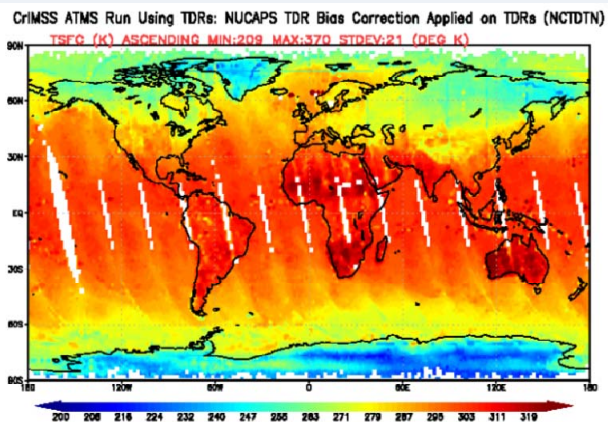 CrIMSS ATMS Run Using TDRs: NUCAPS TDR Bias Correction Applied on TDRs (NCTDTN)
TSFC (K) ASCENDING MIN:209 MAX:370 STDEV:21 (DEG K)
90N
60N
30N
EQ
30S
60S
90S
180 120W 60W 0 60E 120E 180
200 208 216 224 232 240 247 255 263 271 279 287 295 303 311 319